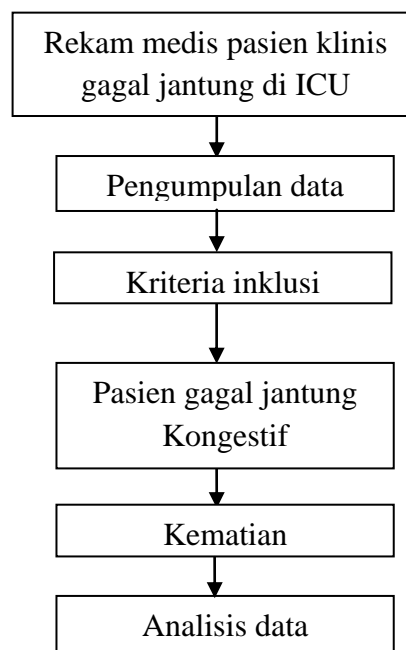 Rekam medis pasien klinis
gagal jantung di ICU
Pengumpulan data
Kriteria inklusi
Pasien gagal jantung
Kongestif
Kematian
Analisis data